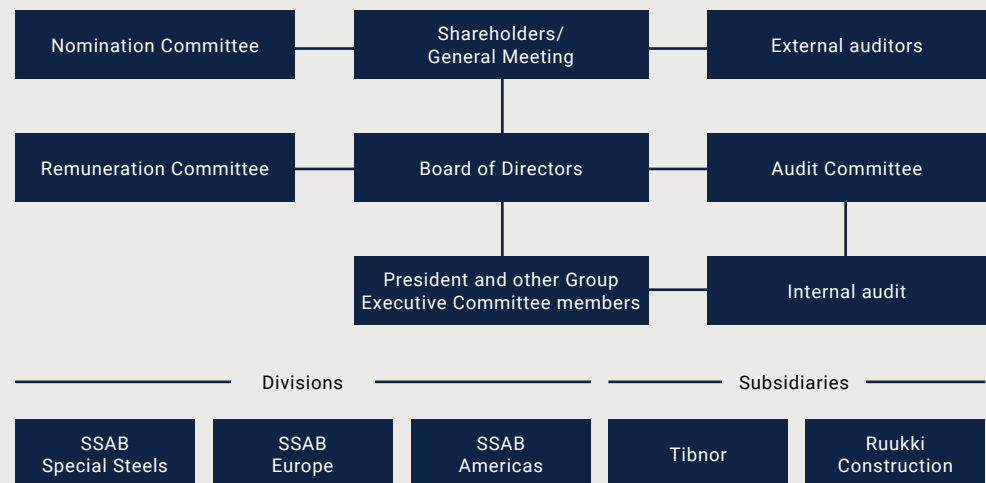 Nomination Committee
Shareholders/
General Meeting
External auditors
Remuneration Committee
Board of Directors
Audit Committee
President and other Group
Executive Committee members
Internal audit
Divisions
Subsidiaries
SSAB
Special Steels
SSAB
Europe
SSAB
Americas
Tibnor
Ruukki
Construction